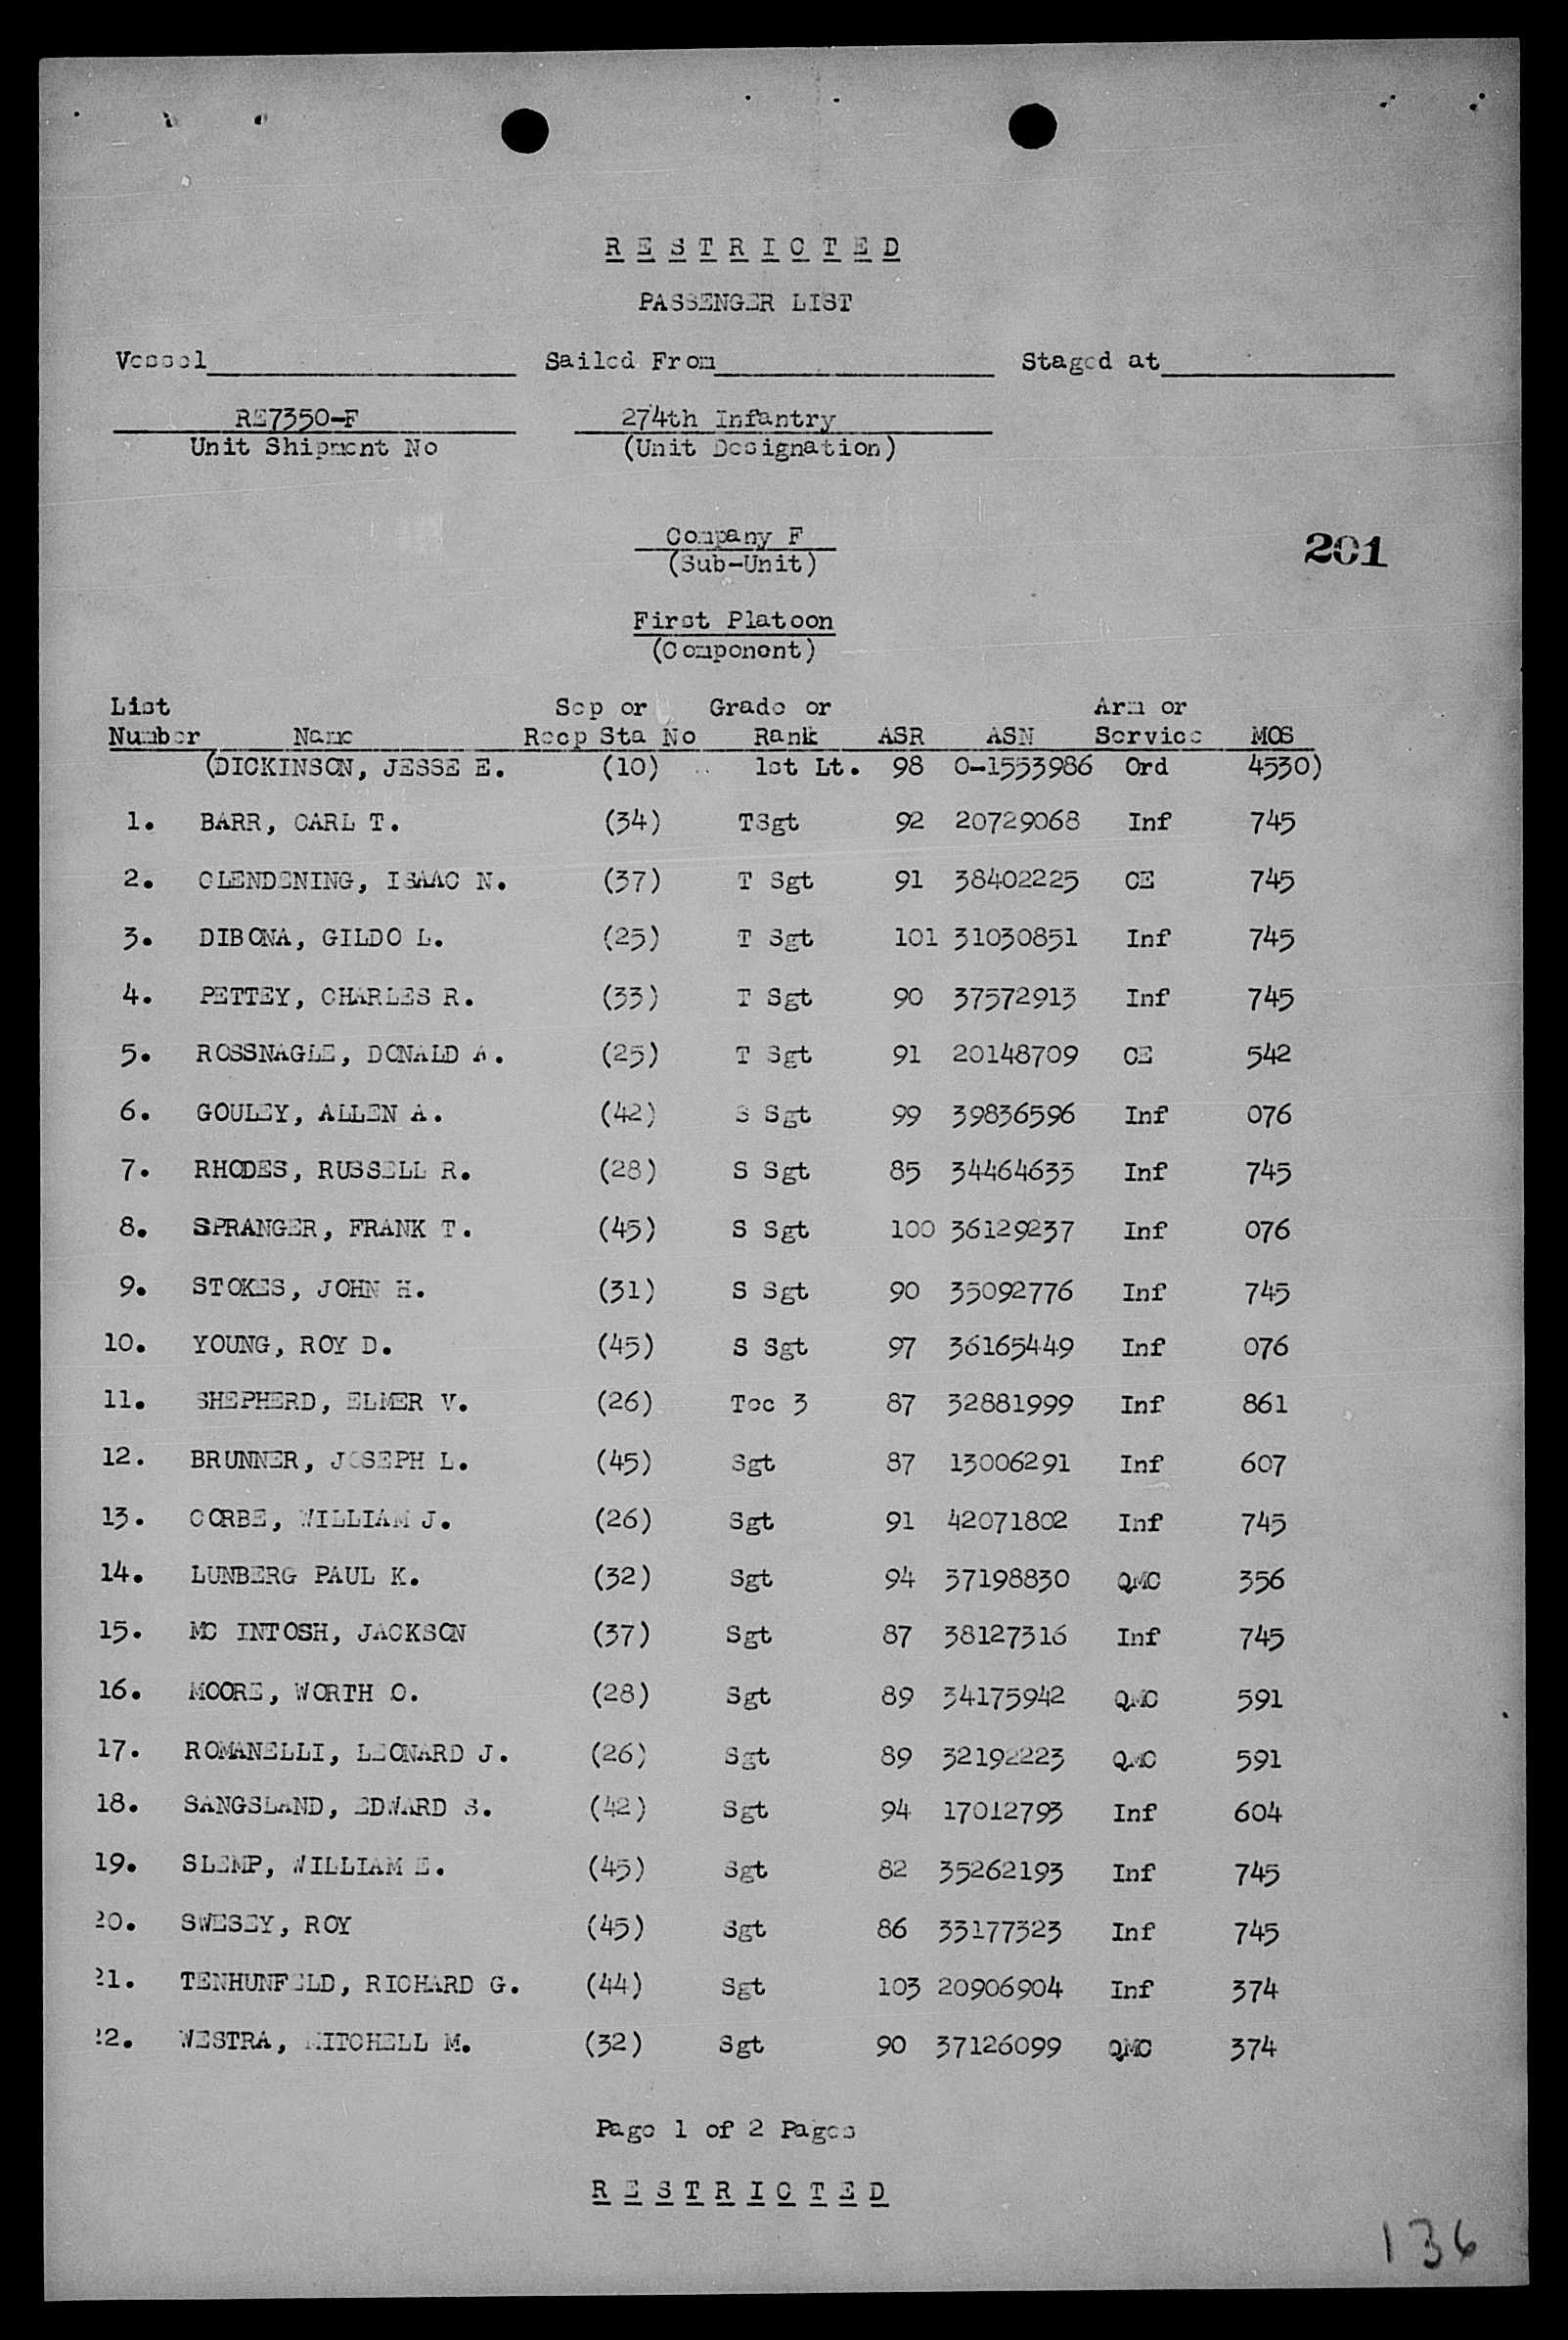 RESTRICTED
PASSENGER LIST
Vessel Sailed From Staged at
RE7350-F 274th Infantry
Unit Shipment No (Unit Designation)
Company F
(Sub-Unit)
201
First Platoon
(Component)
List Sep or Grade or Arm or
Number Name Recp Sta No Rank ASR ASN Service MOS
(DICKINSON, JESSE E. (10) 1st Lt. 98 O-1553986 Ord 4530)
1. BARR, CARL T. (34) TSgt 92 20729068 Inf 745
2. CLENDENING, ISAAC N. (37) T Sgt 91 38402225 CE 745
3. DIBONA, GILDO L. (25) T Sgt 101 31030851 Inf 745
4. PETTEY, CHARLES R. (33) T Sgt 90 37572913 Inf 745
5. ROSSNAGLE, DONALD A. (25) T Sgt 91 20148709 CE 542
6. GOULEY, ALLEN A. (42) S Sgt 99 39836596 Inf 076
7. RHODES, RUSSELL R. (28) S Sgt 85 34464633 Inf 745
8. SPRANGER, FRANK T. (45) S Sgt 100 36129237 Inf 076
9. STOKES, JOHN H. (31) S Sgt 90 35092776 Inf 745
10. YOUNG, ROY D. (45) S Sgt 97 36165449 Inf 076
11. SHEPHERD, ELMER V. (26) Tec 3 87 32881999 Inf 861
12. BRUNNER, JOSEPH L. (45) Sgt 87 13006291 Inf 607
13. CORBE, WILLIAM J. (26) Sgt 91 42071802 Inf 745
14. LUNBERG PAUL K. (32) Sgt 94 37198830 QMC 356
15. MC INTOSH, JACKSON (37) Sgt 87 38127316 Inf 745
16. MOORE, WORTH O. (28) Sgt 89 34175942 QMC 591
17. ROMANELLI, LEONARD J. (26) Sgt 89 32192223 QMC 591
18. SANGSLAND, EDWARD S. (42) Sgt 94 17012793 Inf 604
19. SLEMP, WILLIAM E. (45) Sgt 82 35262193 Inf 745
20. SWESEY, ROY (45) Sgt 86 33177323 Inf 745
21. TENHUNFELD, RICHARD G. (44) Sgt 103 20906904 Inf 374
22. WESTRA, MITCHELL M. (32) Sgt 90 37126099 QMC 374
Page 1 of 2 Pages
RESTRICTED
136